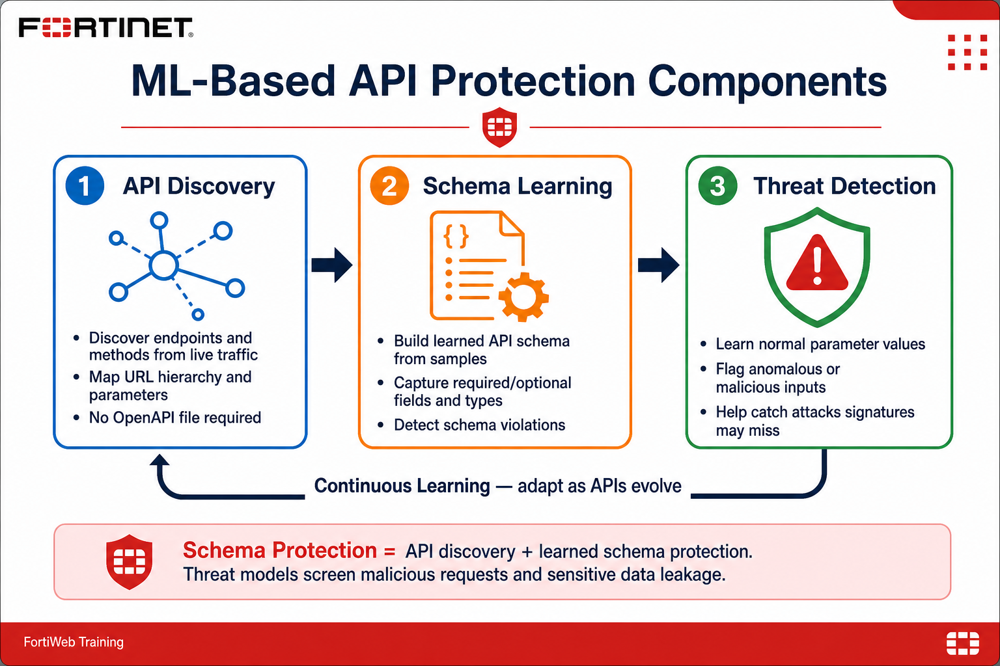 FORTINET®
ML-Based API Protection Components
1 API Discovery
Discover endpoints and
methods from live traffic
Map URL hierarchy and
parameters
No OpenAPI file required
2 Schema Learning
{ }
Build learned API schema
from samples
Capture required/optional
fields and types
Detect schema violations
3 Threat Detection
!
Learn normal parameter values
Flag anomalous or
malicious inputs
Help catch attacks signatures
may miss
Continuous Learning — adapt as APIs evolve
Schema Protection = API discovery + learned schema protection.
Threat models screen malicious requests and sensitive data leakage.
FortiWeb Training